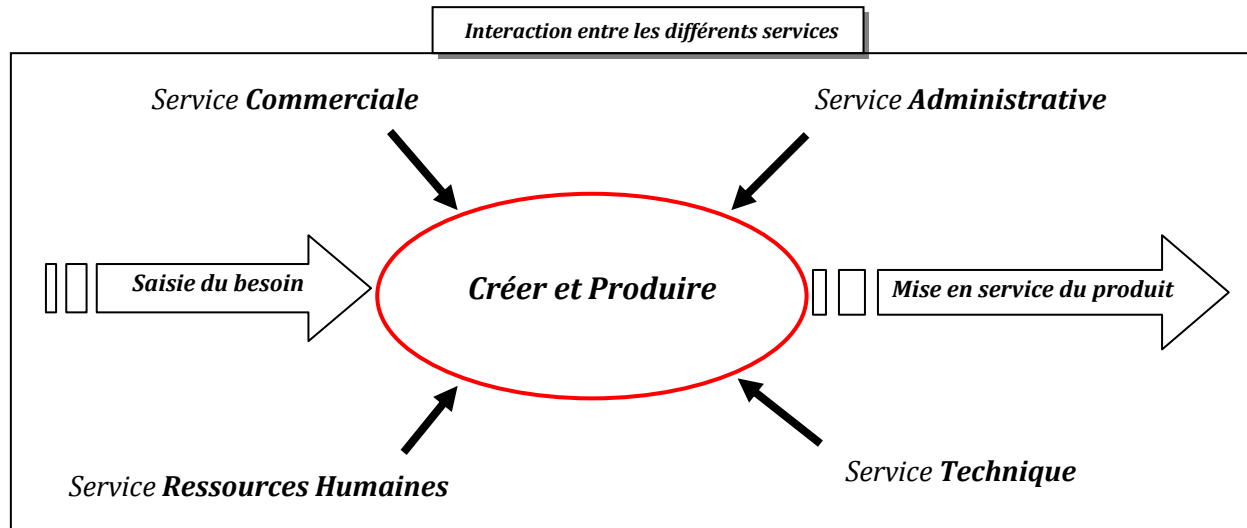 Interaction entre les différents services
Service Commerciale
Service Administrative
Saisie du besoin
Créer et Produire
Mise en service du produit
Service Ressources Humaines
Service Technique